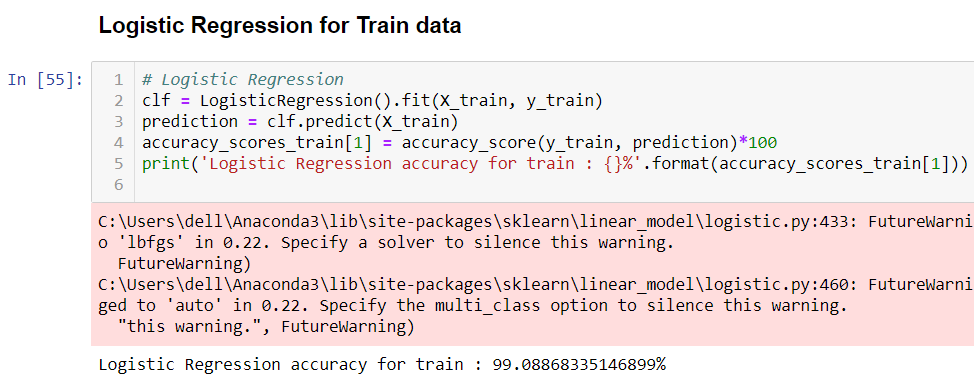 Logistic Regression for Train data
In [55]:
1 # Logistic Regression
2 clf = LogisticRegression().fit(X_train, y_train)
3 prediction = clf.predict(X_train)
4 accuracy_scores_train[1] = accuracy_score(y_train, prediction)*100
5 print('Logistic Regression accuracy for train : {}%'.format(accuracy_scores_train[1]))
6
C:\Users\dell\Anaconda3\lib\site-packages\sklearn\linear_model\logistic.py:433: FutureWarni
o 'lbfgs' in 0.22. Specify a solver to silence this warning.
  FutureWarning)
C:\Users\dell\Anaconda3\lib\site-packages\sklearn\linear_model\logistic.py:460: FutureWarni
ged to 'auto' in 0.22. Specify the multi_class option to silence this warning.
  "this warning.", FutureWarning)
Logistic Regression accuracy for train : 99.08868335146899%